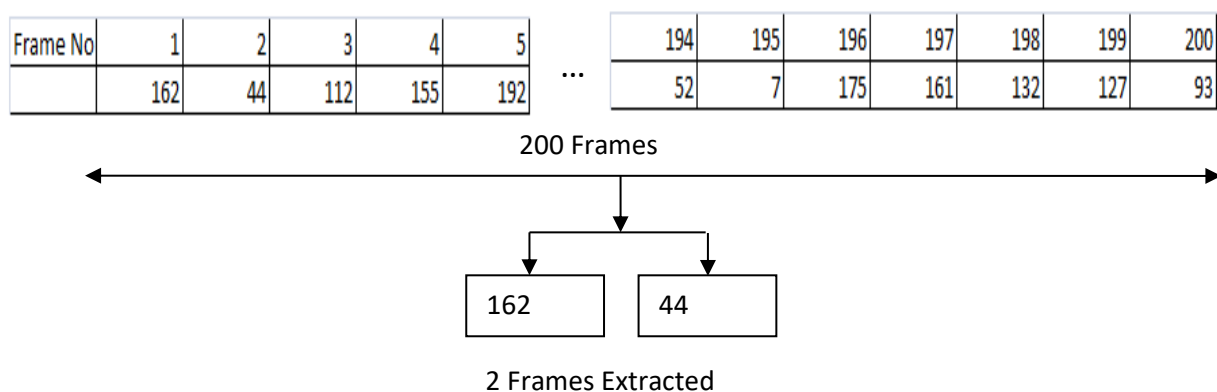 Frame No 1 2 3 4 5 ... 194 195 196 197 198 199 200
162 44 112 155 192 52 7 175 161 132 127 93
200 Frames
162 44
2 Frames Extracted